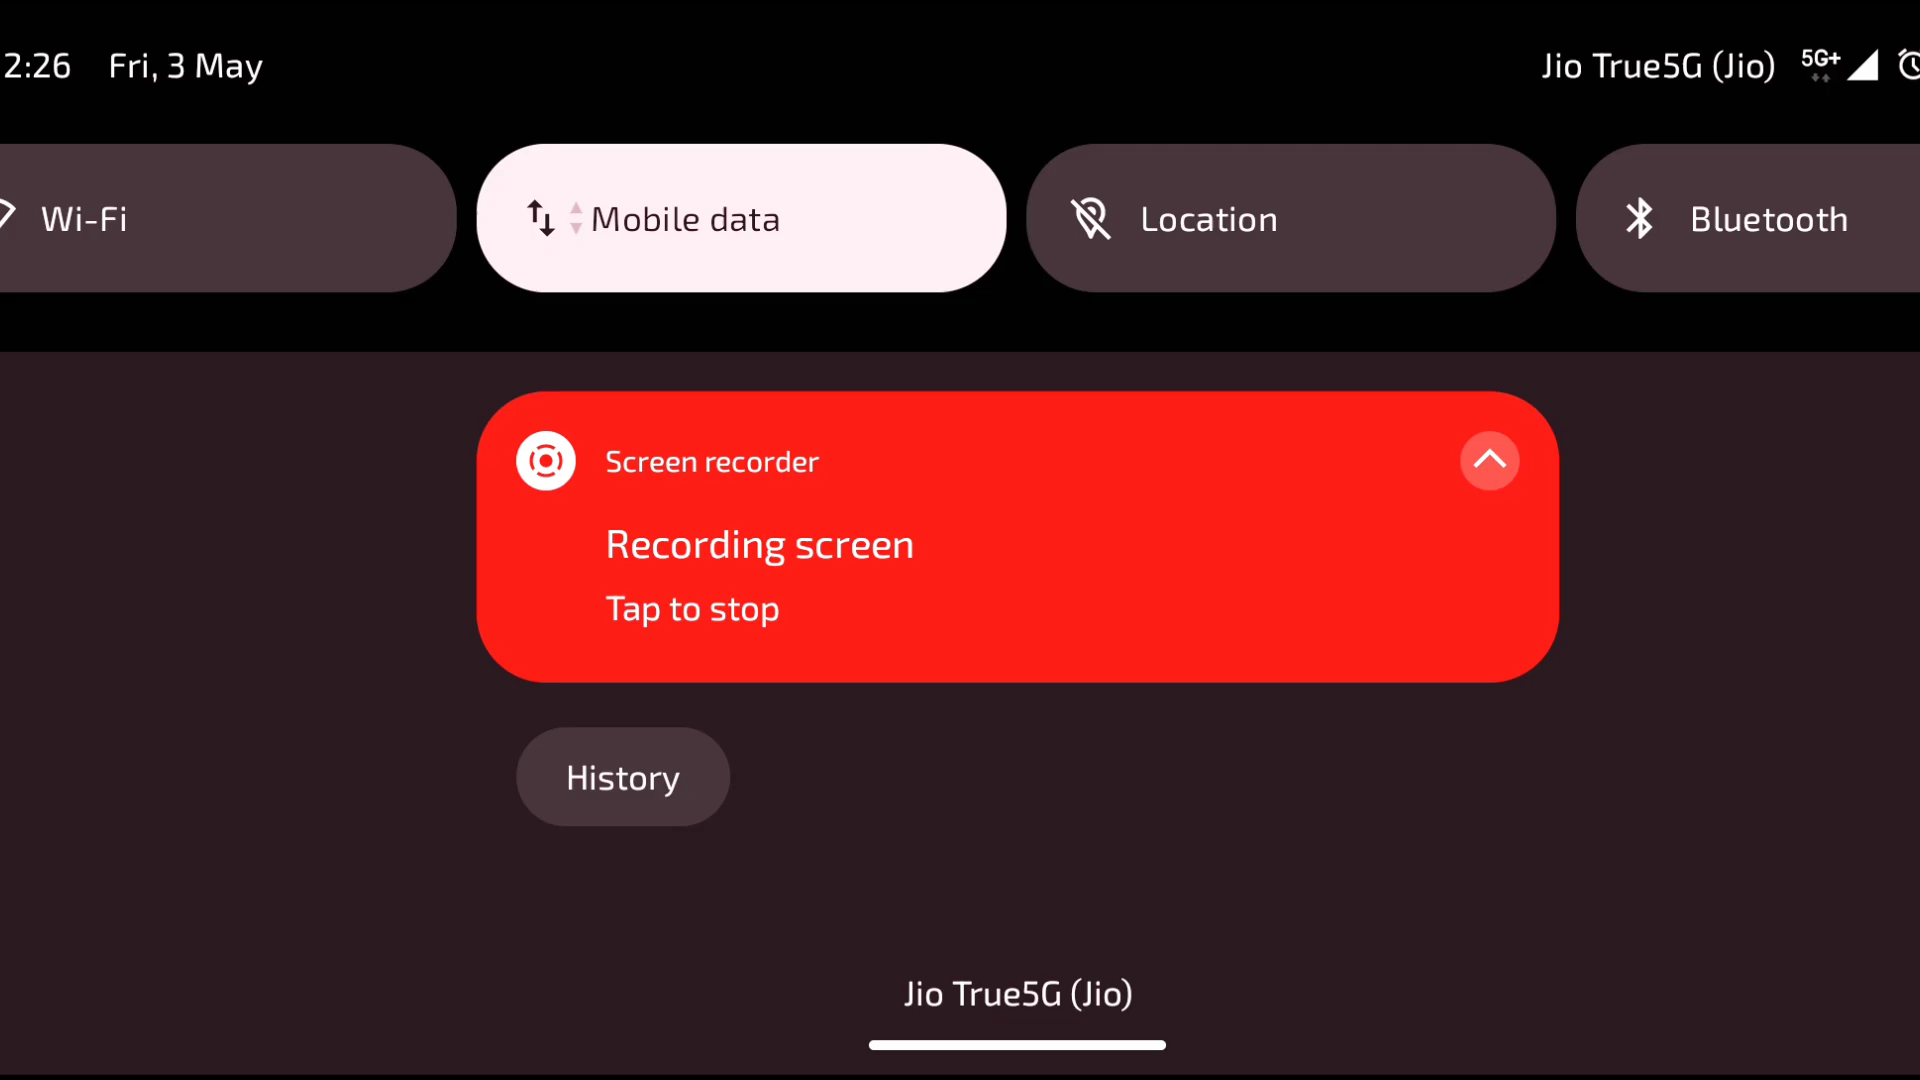 2:26 Fri, 3 May Jio True5G (Jio) 5G+
Wi-Fi Mobile data Location Bluetooth
Screen recorder
Recording screen
Tap to stop
History
Jio True5G (Jio)